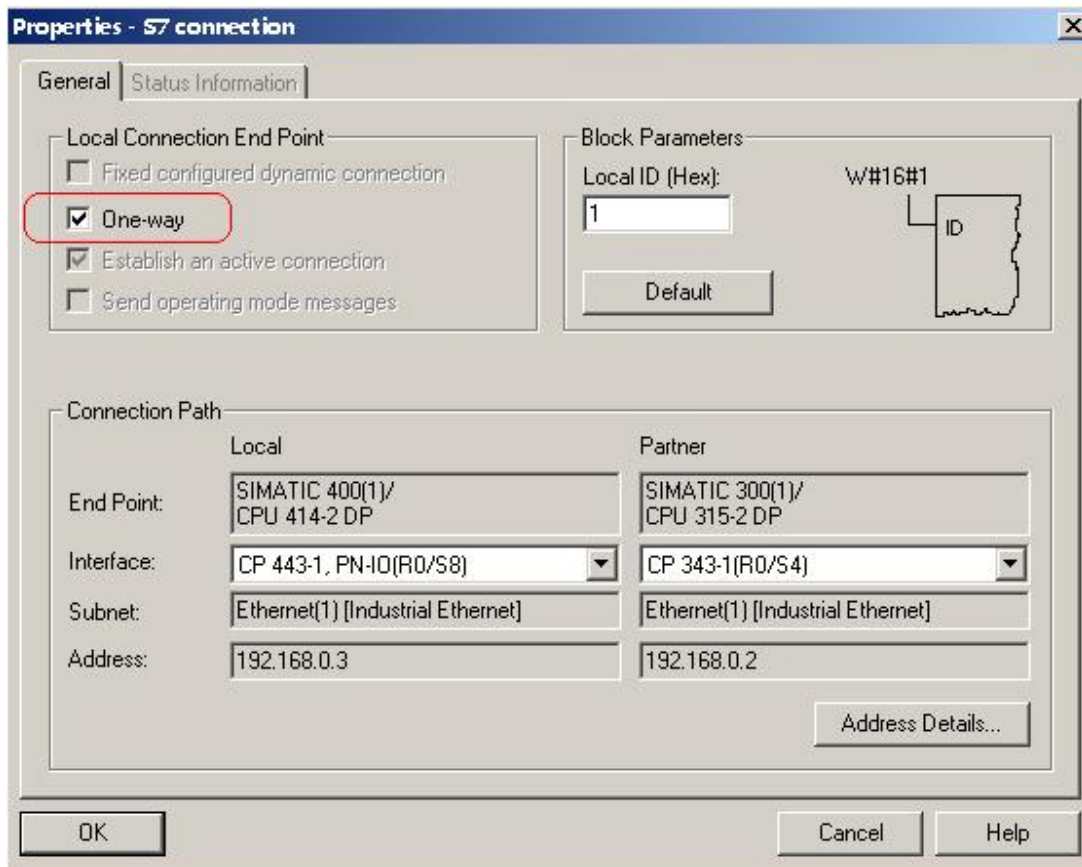 Properties - S7 connection
General
Status Information
Local Connection End Point
Fixed configured dynamic connection
One-way
Establish an active connection
Send operating mode messages
Block Parameters
Local ID (Hex):
1
W#16#1
ID
Default
Connection Path
Local
Partner
End Point:
SIMATIC 400(1)/
CPU 414-2 DP
SIMATIC 300(1)/
CPU 315-2 DP
Interface:
CP 443-1, PN-IO(R0/S8)
CP 343-1(R0/S4)
Subnet:
Ethernet(1) [Industrial Ethernet]
Ethernet(1) [Industrial Ethernet]
Address:
192.168.0.3
192.168.0.2
Address Details...
OK
Cancel
Help